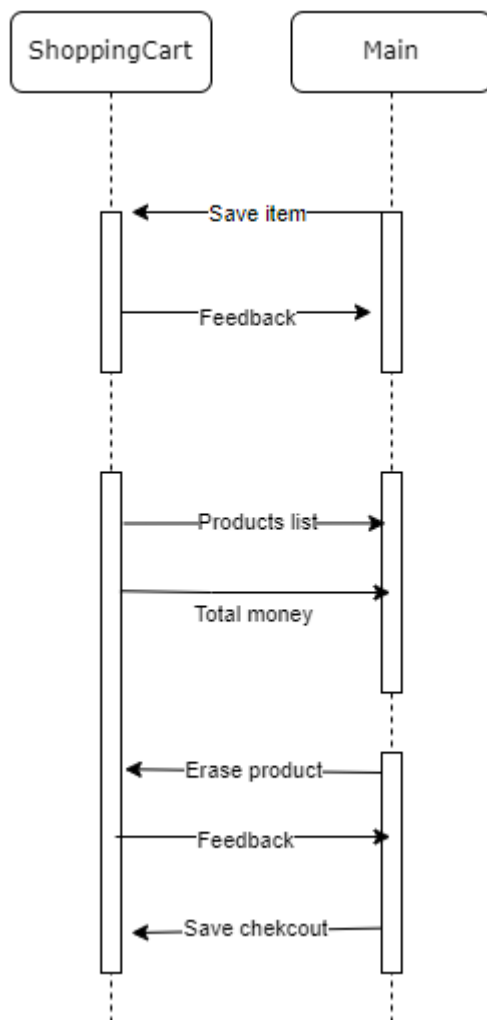 ShoppingCart
Main
Save item
Feedback
Products list
Total money
Erase product
Feedback
Save chekcout